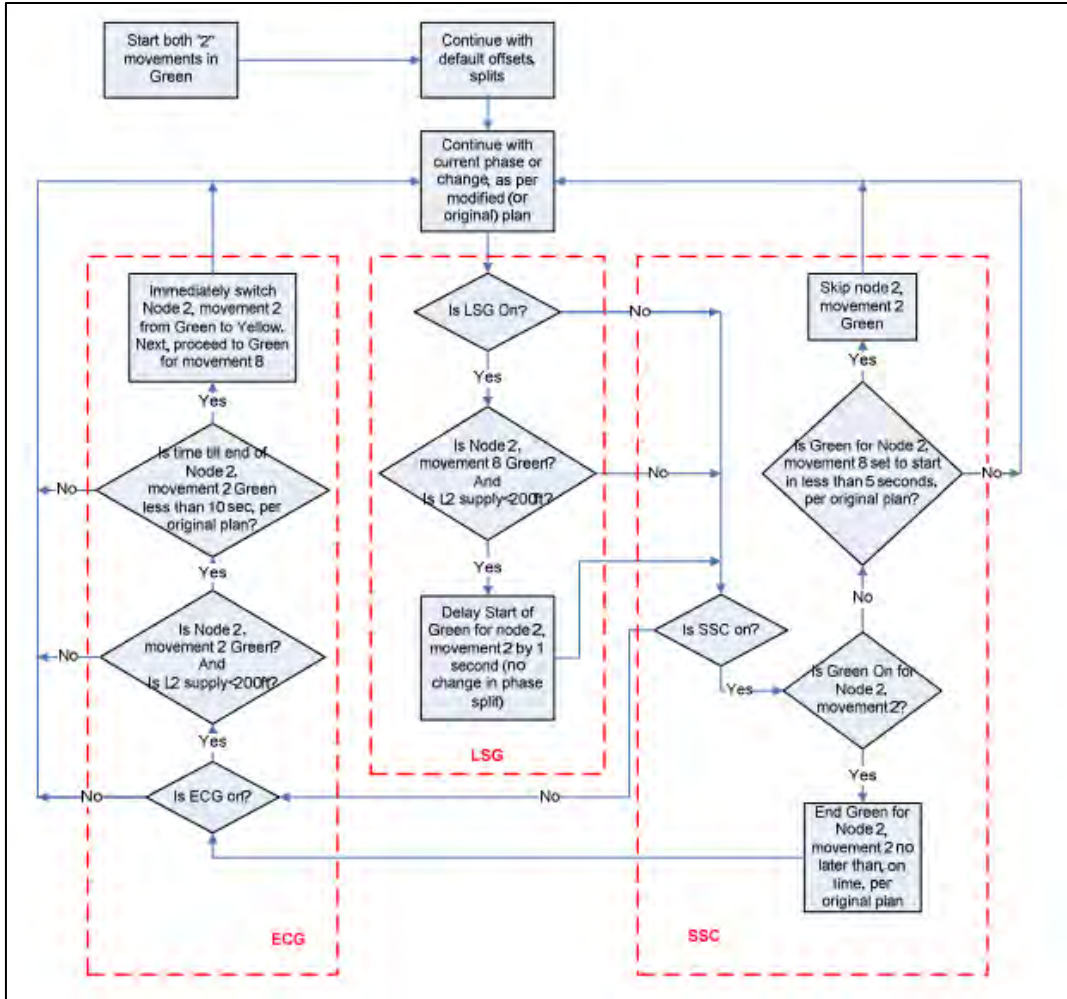 Start both "2"
movements in
Green
Continue with
default offsets,
splits
Continue with
current phase or
change, as per
modified (or
original) plan
Immediately switch
Node 2, movement 2
from Green to Yellow.
Next, proceed to Green
for movement 8
Yes
Is time till end of
Node 2,
movement 2 Green
less than 10 sec, per
original plan?
No
Yes
Is Node 2,
movement 2 Green?
And
Is L2 supply<200ft?
No
Yes
Is ECG on?
No
ECG
Is LSG On?
No
Yes
Is Node 2,
movement 8 Green?
And
Is L2 supply<200ft?
No
Yes
Delay Start of
Green for node 2,
movement 2 by 1
second (no
change in phase
split)
LSG
Skip node 2,
movement 2
Green
Yes
Is Green for Node 2,
movement 8 set to start
in less than 5 seconds,
per original plan?
No
No
Is SSC on?
No
Yes
Is Green On for
Node 2,
movement 2?
Yes
End Green for
Node 2,
movement 2 no
later than, on
time, per
original plan
SSC